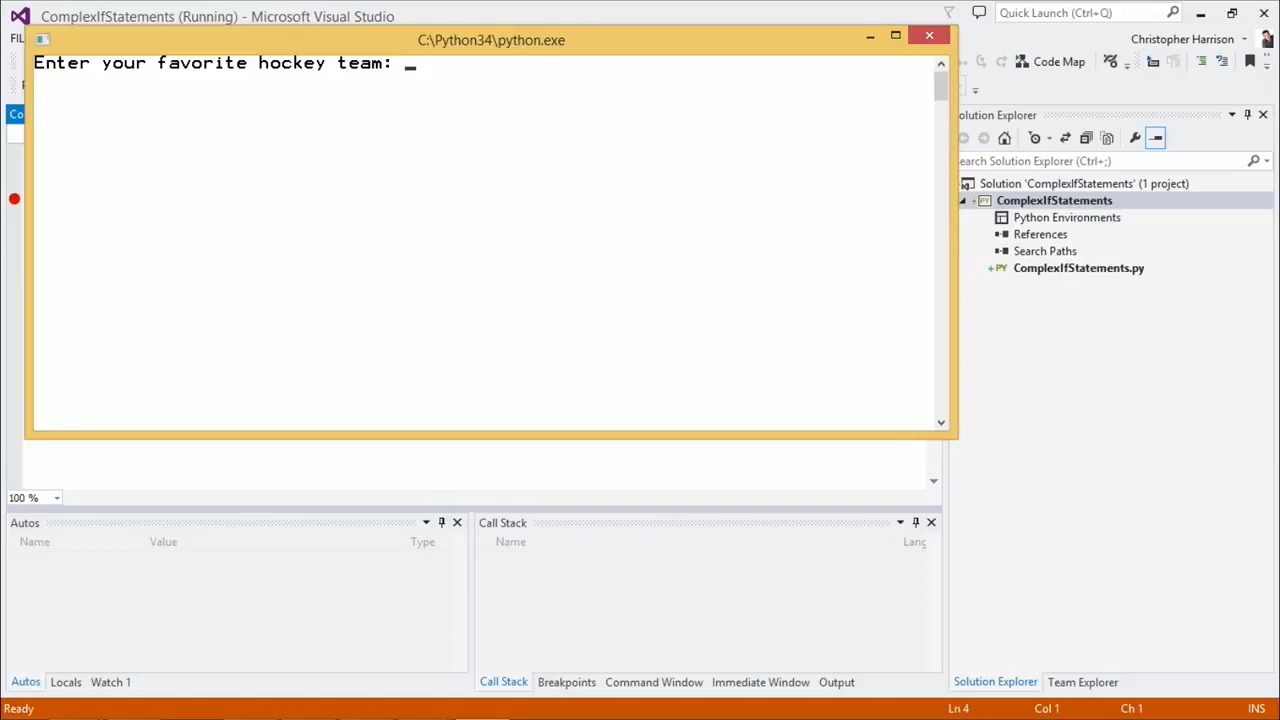 ComplexIfStatements (Running) - Microsoft Visual Studio
Quick Launch (Ctrl+Q)
C:\Python34\python.exe
Christopher Harrison
Enter your favorite hockey team: _
Code Map
Solution Explorer
Search Solution Explorer (Ctrl+;)
Solution 'ComplexIfStatements' (1 project)
ComplexIfStatements
Python Environments
References
Search Paths
ComplexIfStatements.py
100 %
Autos
Name Value Type
Call Stack
Name Lang
Autos Locals Watch 1
Call Stack Breakpoints Command Window Immediate Window Output
Solution Explorer Team Explorer
Ready
Ln 4 Col 1 Ch 1 INS